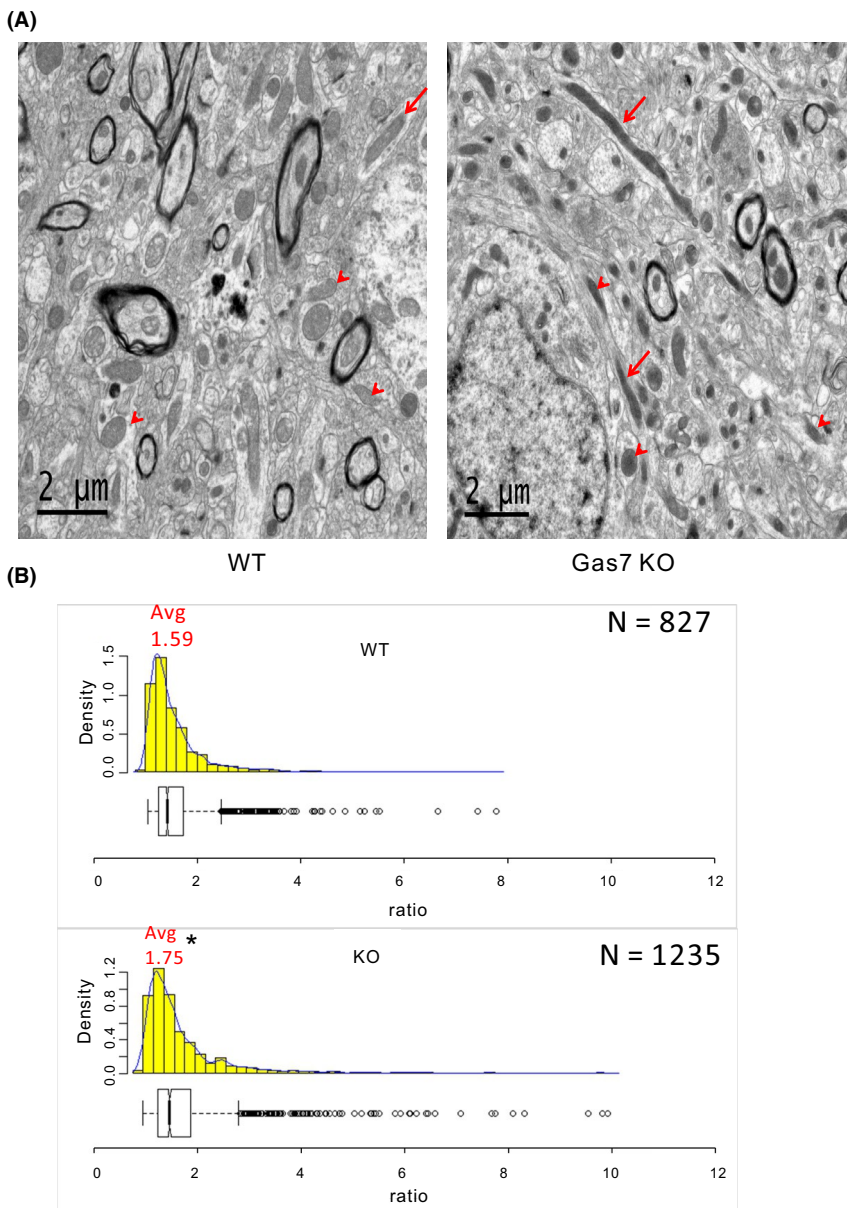 (A)
2 μm
2 μm
WT
Gas7 KO
(B)
Avg
1.59
WT
N = 827
Density
0.0
0.5
1.0
1.5
0
2
4
6
8
10
12
ratio
Avg
1.75
*
KO
N = 1235
Density
0.0
0.4
0.8
1.2
0
2
4
6
8
10
12
ratio